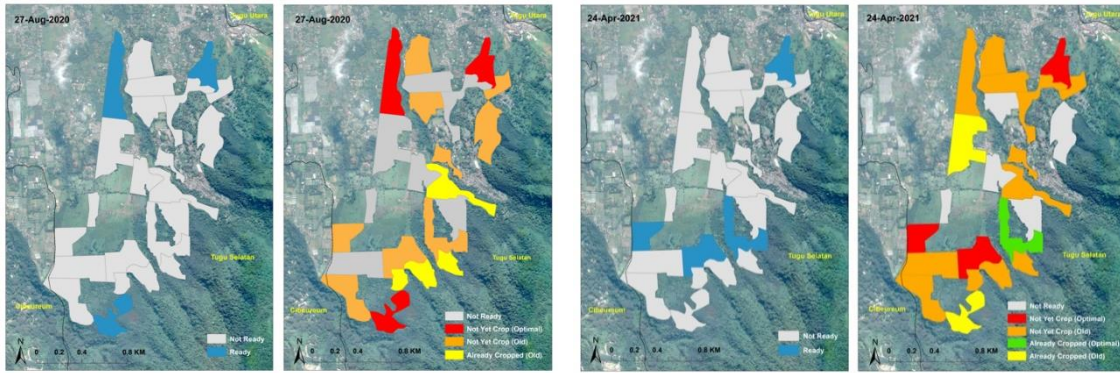 27-Aug-2020
Tugu Utara
Tugu Selatan
Cibeureum
N
0 0.2 0.4 0.8 KM
Not Ready
Ready
27-Aug-2020
Tugu Utara
Tugu Selatan
Cibeureum
N
0 0.2 0.4 0.8 KM
Not Ready
Not Yet Crop (Optimal)
Not Yet Crop (Old)
Already Cropped (Old)
24-Apr-2021
Tugu Utara
Tugu Selatan
Cibeureum
N
0 0.2 0.4 0.8 KM
Not Ready
Ready
24-Apr-2021
Tugu Utara
Tugu Selatan
Cibeureum
N
0 0.2 0.4 0.8 KM
Not Ready
Not Yet Crop (Optimal)
Not Yet Crop (Old)
Already Cropped (Optimal)
Already Cropped (Old)